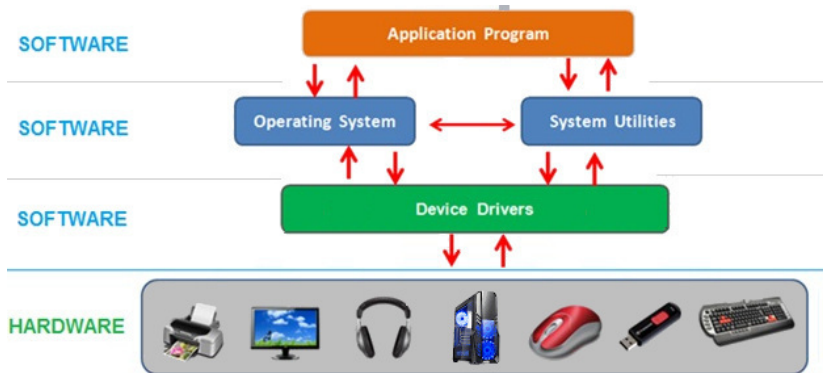 SOFTWARE
Application Program
SOFTWARE
Operating System
System Utilities
SOFTWARE
Device Drivers
HARDWARE